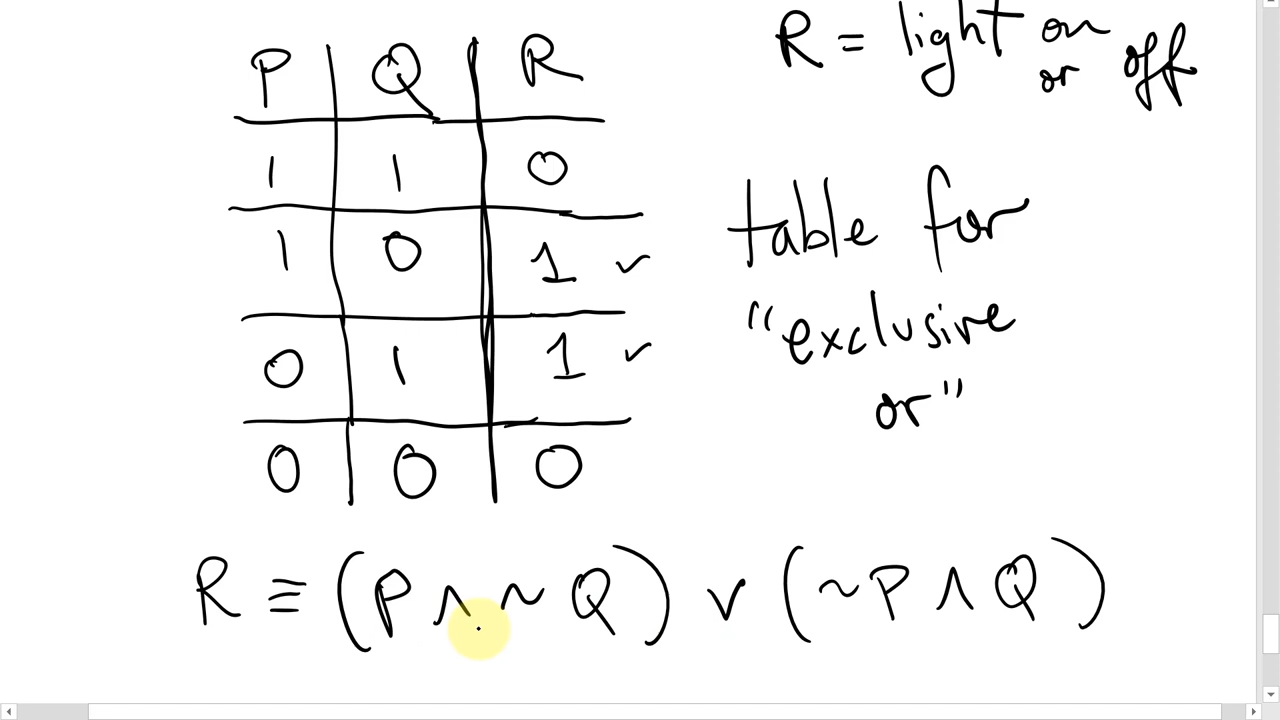 R = light on
or off
P Q R
1 1 0
1 0 1 ✓
0 1 1 ✓
0 0 0
table for
"exclusive
or"
R ≡ (P ∧ ~ Q) ∨ (~P ∧ Q)